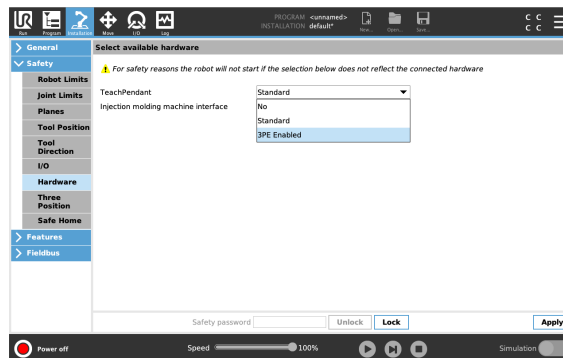 UR
PROGRAM <unnamed>
INSTALLATION default*
C C
C C
Run Program Installation Move I/O Log New... Open... Save...
General
Safety
Robot Limits
Joint Limits
Planes
Tool Position
Tool
Direction
I/O
Hardware
Three
Position
Safe Home
Features
Fieldbus
Select available hardware
For safety reasons the robot will not start if the selection below does not reflect the connected hardware
TeachPendant Standard
Injection molding machine interface No
Standard
3PE Enabled
Safety password Unlock Lock Apply
Power off Speed 100% Simulation